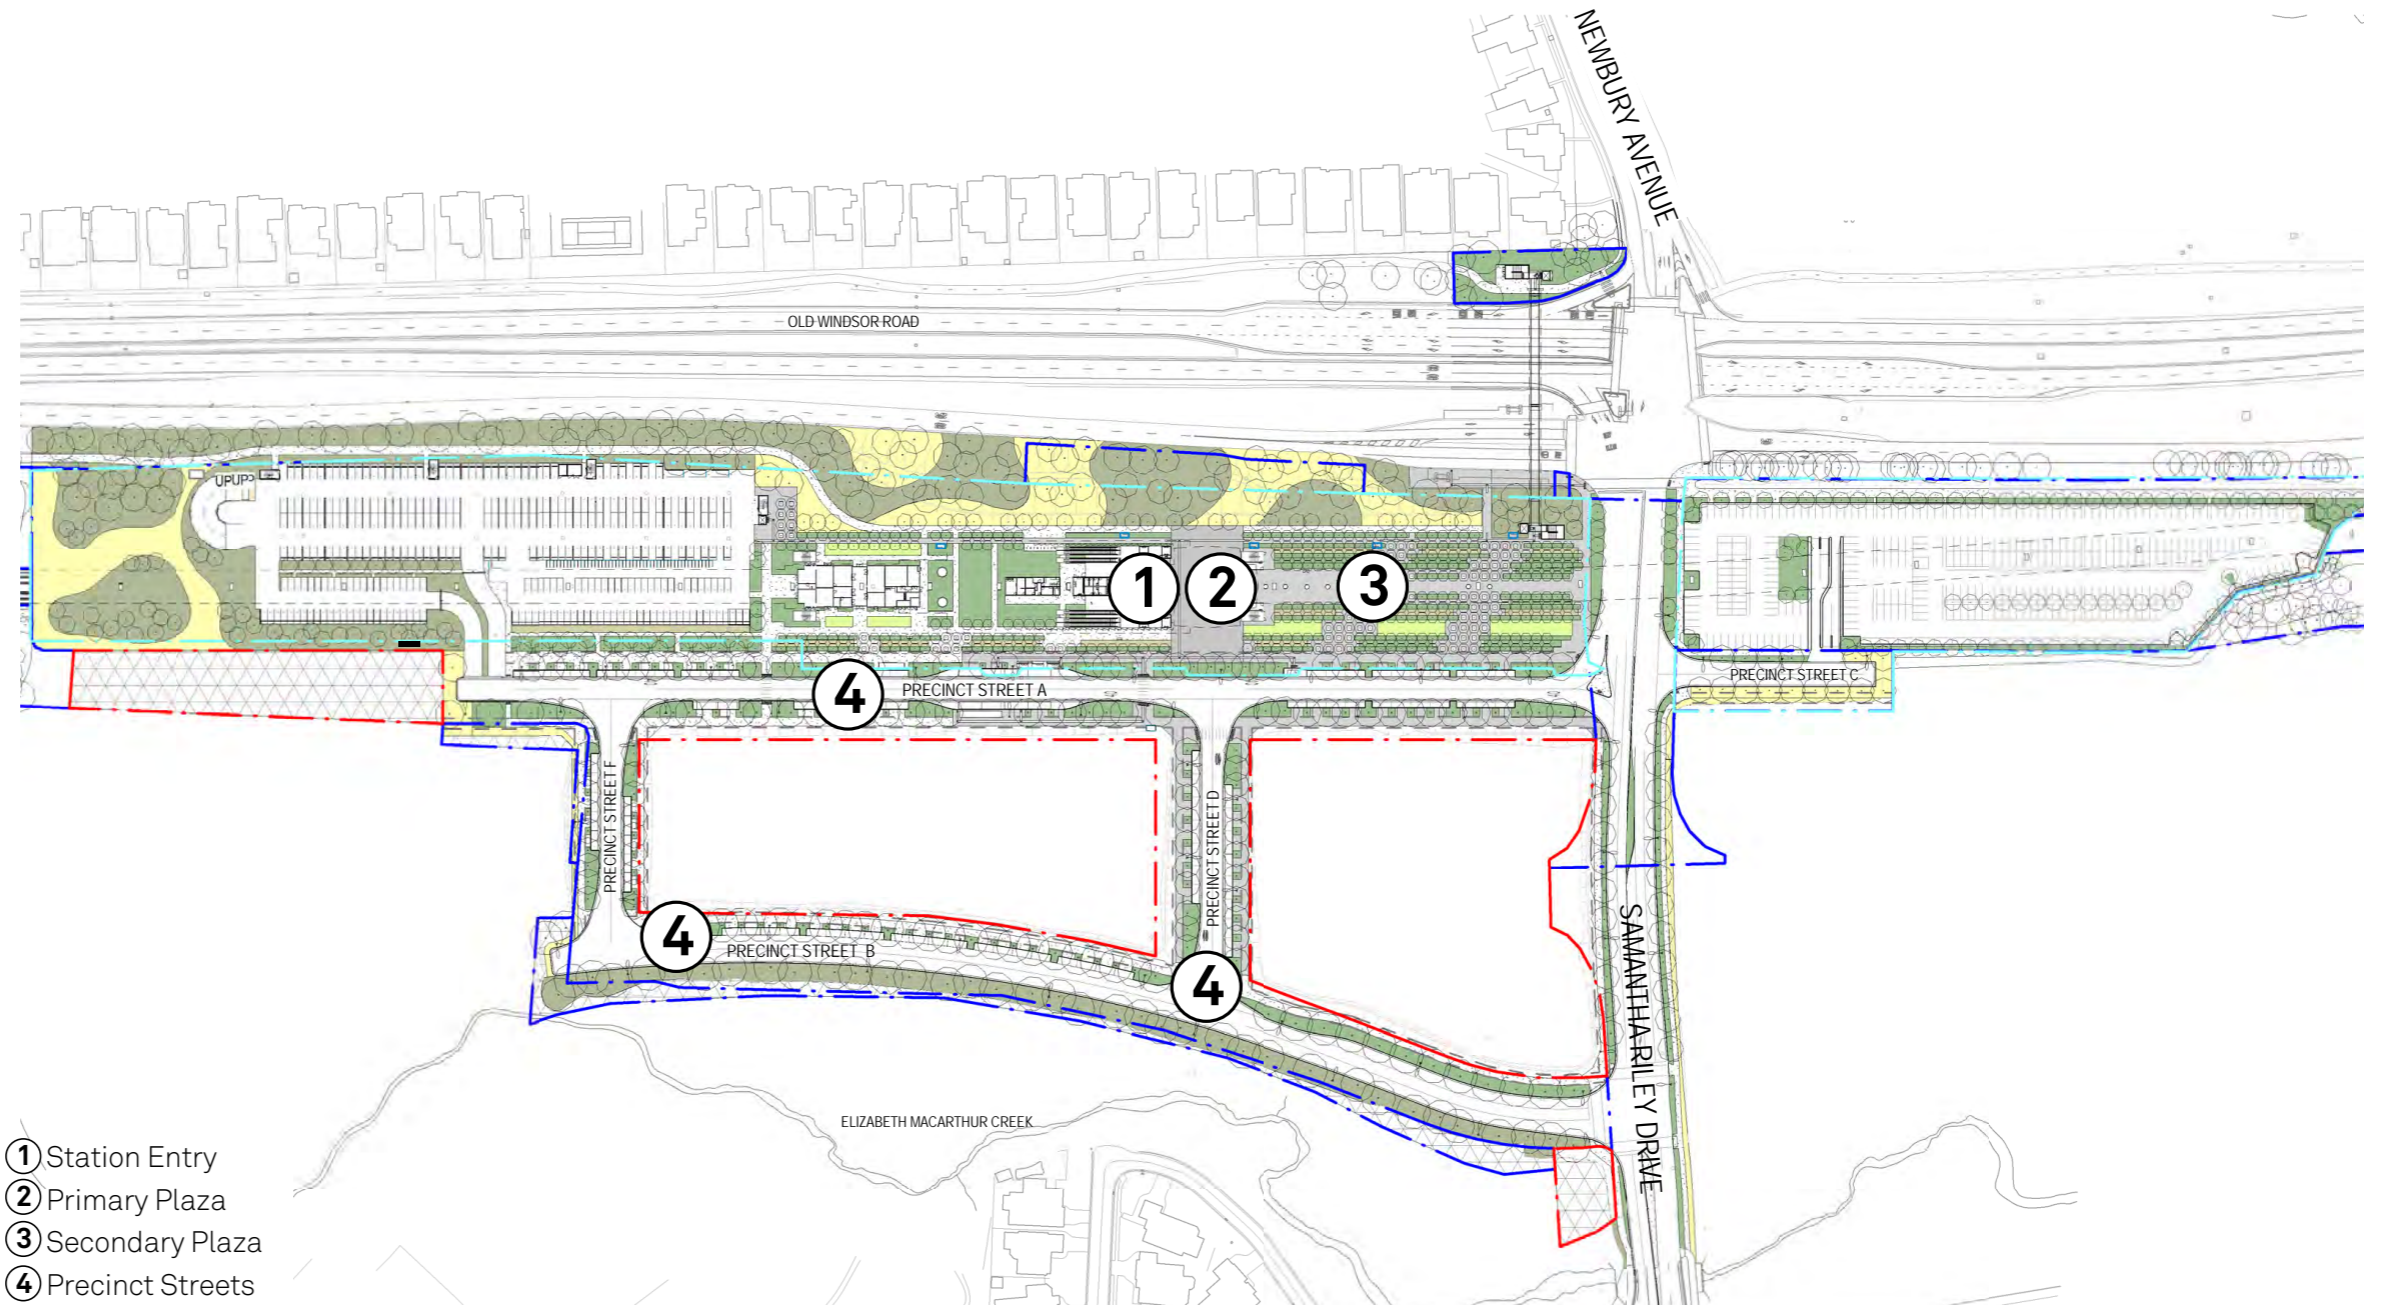 NEWBURY AVENUE
OLD WINDSOR ROAD
UPUP
1
2
3
4
PRECINCT STREET A
PRECINCT STREET C
PRECINCT STREET F
PRECINCT STREET D
4
PRECINCT STREET B
4
SAMANTHA RILEY DRIVE
ELIZABETH MACARTHUR CREEK
1 Station Entry
2 Primary Plaza
3 Secondary Plaza
4 Precinct Streets